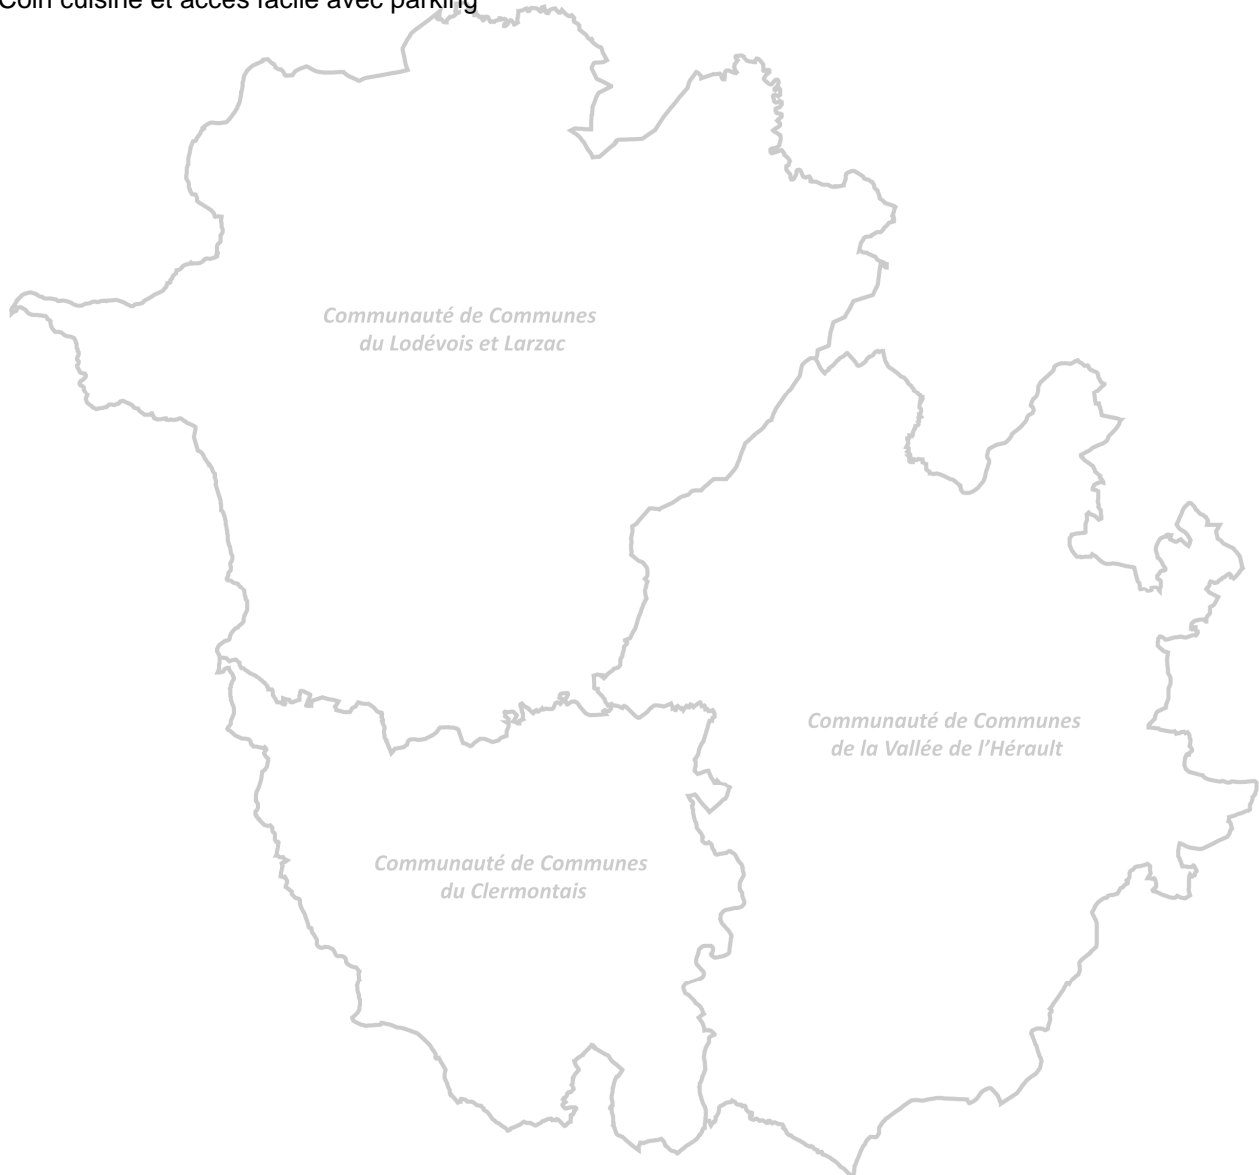 Coin cuisine et accès facile avec parking
Communauté de Communes
du Lodévois et Larzac
Communauté de Communes
de la Vallée de l'Hérault
Communauté de Communes
du Clermontais